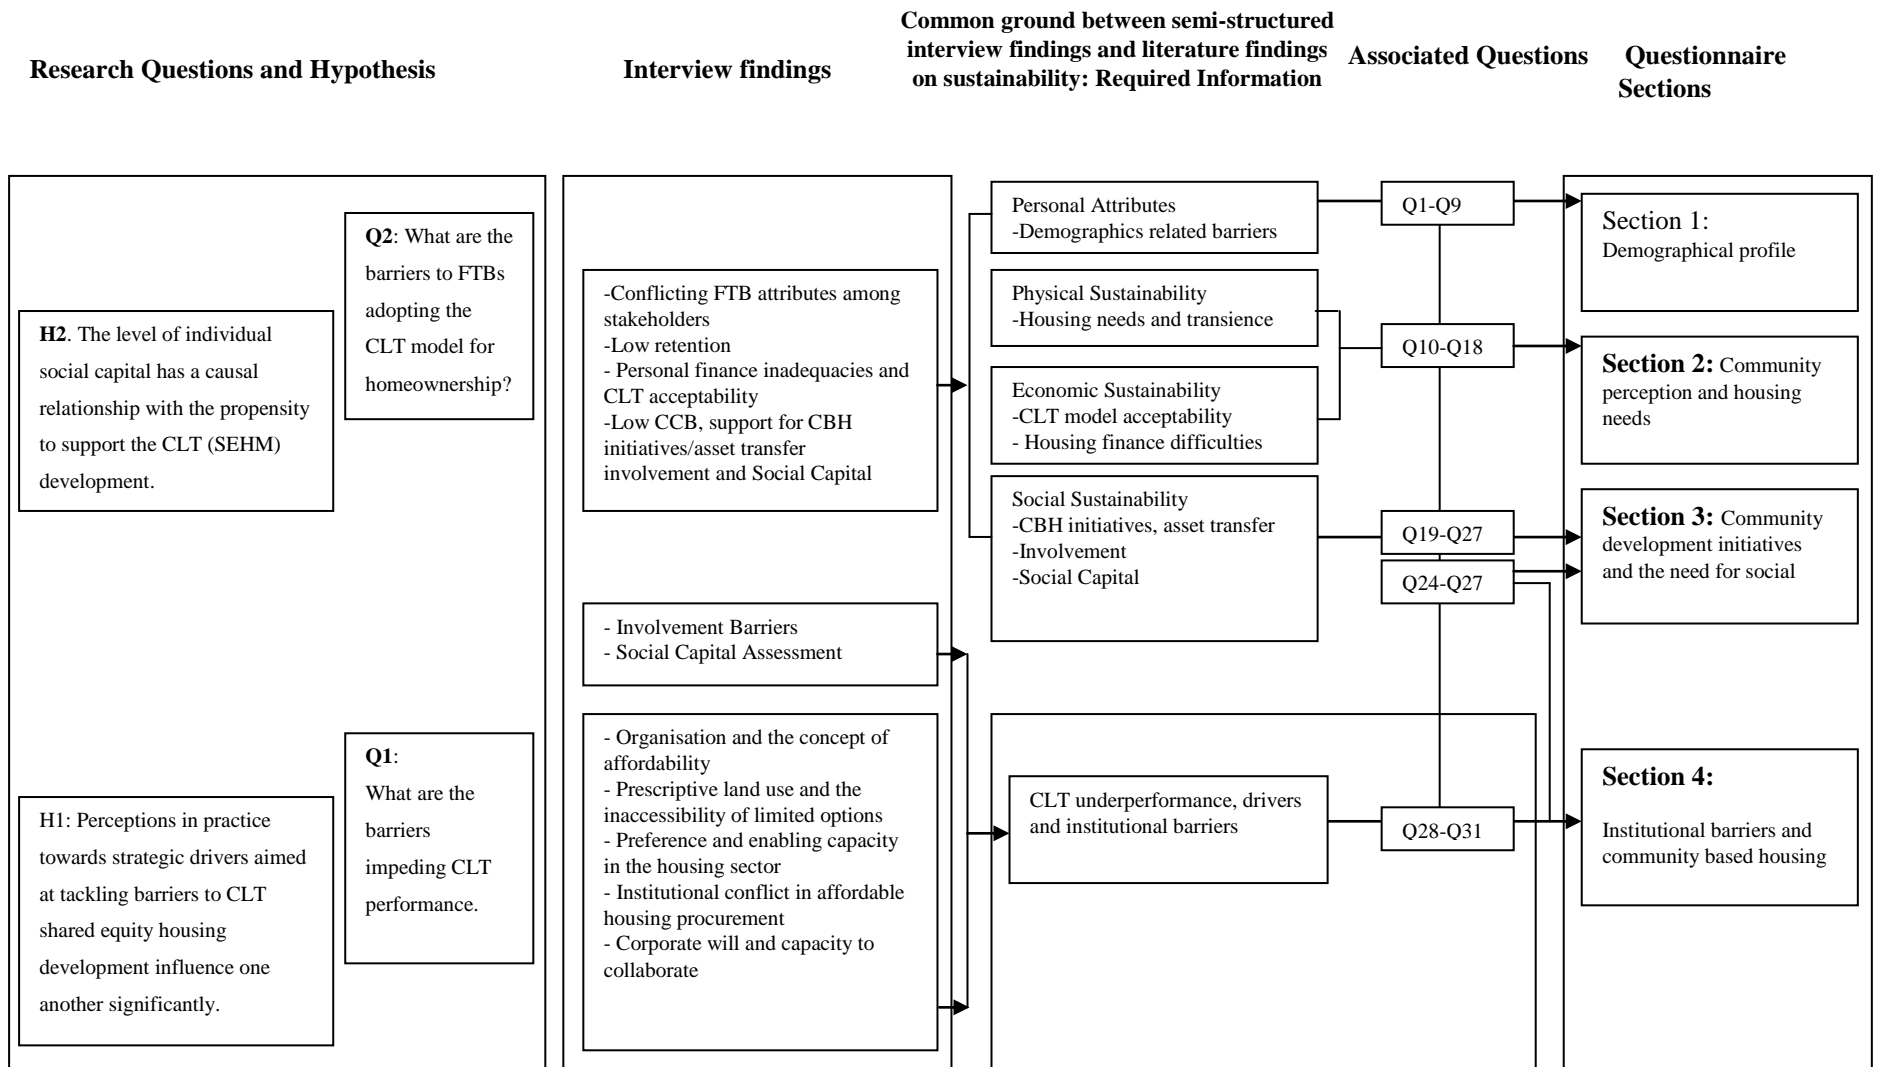 Research Questions and Hypothesis
Interview findings
Common ground between semi-structured
interview findings and literature findings
on sustainability: Required Information
Associated Questions
Questionnaire
Sections
H2. The level of individual
social capital has a causal
relationship with the propensity
to support the CLT (SEHM)
development.
Q2: What are the
barriers to FTBs
adopting the
CLT model for
homeownership?
H1: Perceptions in practice
towards strategic drivers aimed
at tackling barriers to CLT
shared equity housing
development influence one
another significantly.
Q1:
What are the
barriers
impeding CLT
performance.
-Conflicting FTB attributes among
stakeholders
-Low retention
- Personal finance inadequacies and
CLT acceptability
-Low CCB, support for CBH
initiatives/asset transfer
involvement and Social Capital
- Involvement Barriers
- Social Capital Assessment
- Organisation and the concept of
affordability
- Prescriptive land use and the
inaccessibility of limited options
- Preference and enabling capacity
in the housing sector
- Institutional conflict in affordable
housing procurement
- Corporate will and capacity to
collaborate
Personal Attributes
-Demographics related barriers
Physical Sustainability
-Housing needs and transience
Economic Sustainability
-CLT model acceptability
- Housing finance difficulties
Social Sustainability
-CBH initiatives, asset transfer
-Involvement
-Social Capital
CLT underperformance, drivers
and institutional barriers
Q1-Q9
Q10-Q18
Q19-Q27
Q24-Q27
Q28-Q31
Section 1:
Demographical profile
Section 2: Community
perception and housing
needs
Section 3: Community
development initiatives
and the need for social
Section 4:
Institutional barriers and
community based housing